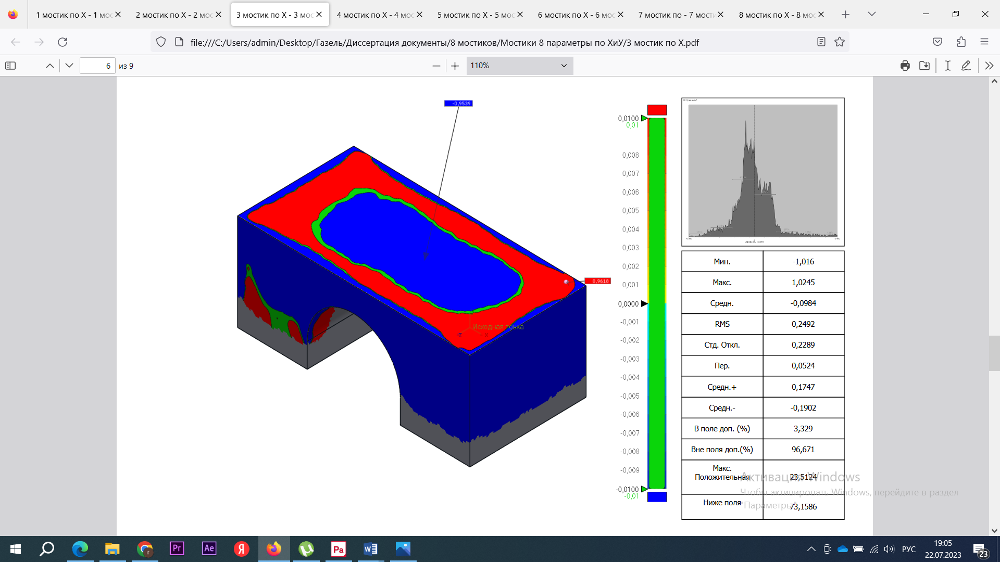 1 мостик по X - 1 мос
2 мостик по X - 2 мос
3 мостик по X - 3 мос
4 мостик по X - 4 мос
5 мостик по X - 5 мос
6 мостик по X - 6 мос
7 мостик по - 7 мости
8 мостик по X - 8 мос
file:///C:/Users/admin/Desktop/Газель/Диссертация документы/8 мостиков/Мостики 8 параметры по ХиУ/3 мостик по X.pdf
6 из 9
110%
-0,9539
0,9618
Исходная точка
Z
X
0,0100
0,01
0,008
0,007
0,006
0,005
0,004
0,003
0,002
0,001
0,0000
-0,001
-0,002
-0,003
-0,004
-0,005
-0,006
-0,007
-0,008
-0,009
-0,0100
-0,01
Мин. -1,016
Макс. 1,0245
Средн. -0,0984
RMS 0,2492
Стд. Откл. 0,2289
Пер. 0,0524
Средн.+ 0,1747
Средн.- -0,1902
В поле доп. (%) 3,329
Вне поля доп.(%) 96,671
Макс.
Положительная 23,5124
Ниже поля 73,1586
Активация Windows
Чтобы активировать Windows, перейдите в раздел
"Параметры".
Pr
Ae
Я
Pa
W
РУС
19:05
22.07.2023
23